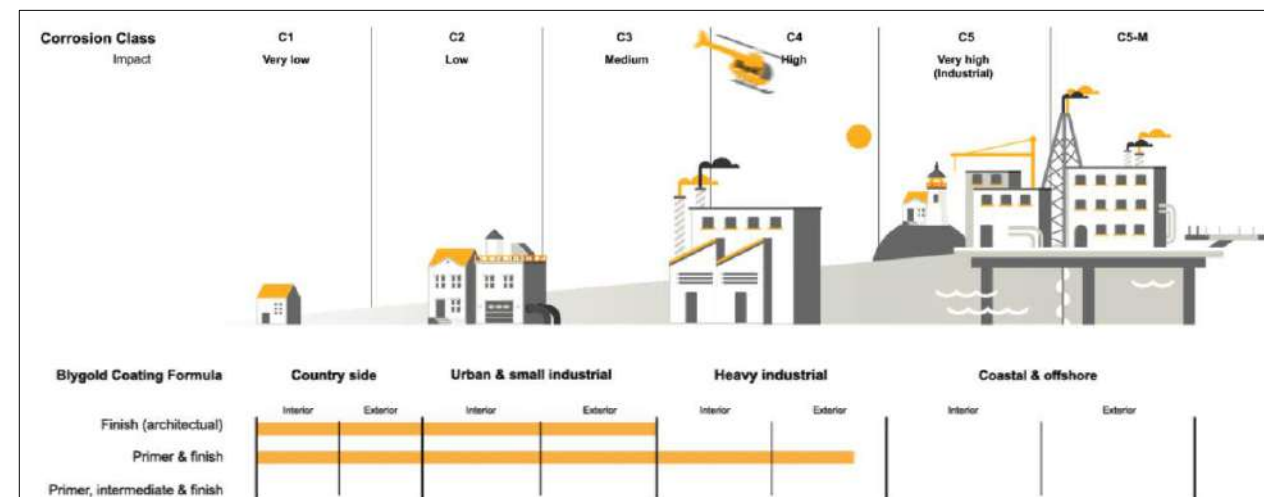 Corrosion Class C1 C2 C3 C4 C5 C5-M
Impact Very low Low Medium High Very high
(Industrial)
Blygold Coating Formula Country side Urban & small industrial Heavy industrial Coastal & offshore
Interior Exterior Interior Exterior Interior Exterior Interior Exterior
Finish (architectual)
Primer & finish
Primer, intermediate & finish